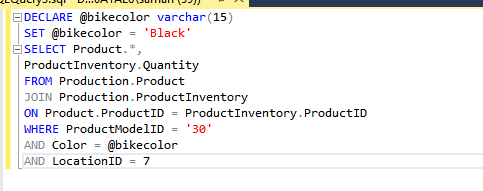 DECLARE @bikecolor varchar(15)
SET @bikecolor = 'Black'
SELECT Product.*,
ProductInventory.Quantity
FROM Production.Product
JOIN Production.ProductInventory
ON Product.ProductID = ProductInventory.ProductID
WHERE ProductModelID = '30'
AND Color = @bikecolor
AND LocationID = 7